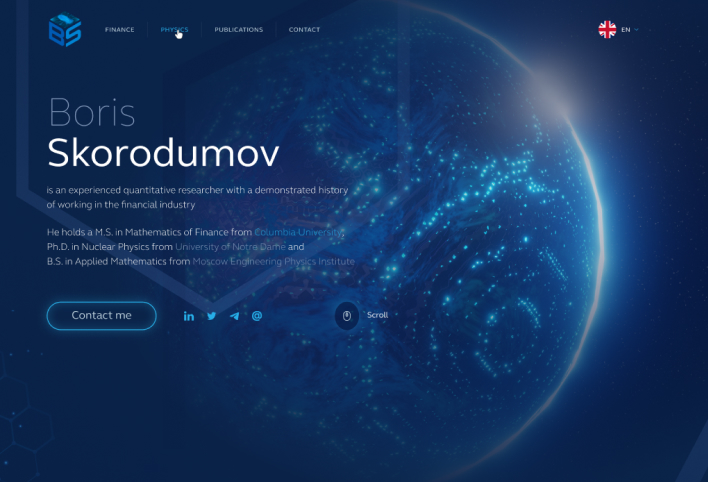 BS
FINANCE
PHYSICS
PUBLICATIONS
CONTACT
EN
Boris
Skorodumov
is an experienced quantitative researcher with a demonstrated history
of working in the financial industry
He holds a M.S. in Mathematics of Finance from Columbia University,
Ph.D. in Nuclear Physics from University of Notre Dame and
B.S. in Applied Mathematics from Moscow Engineering Physics Institute
Contact me
in
@
Scroll